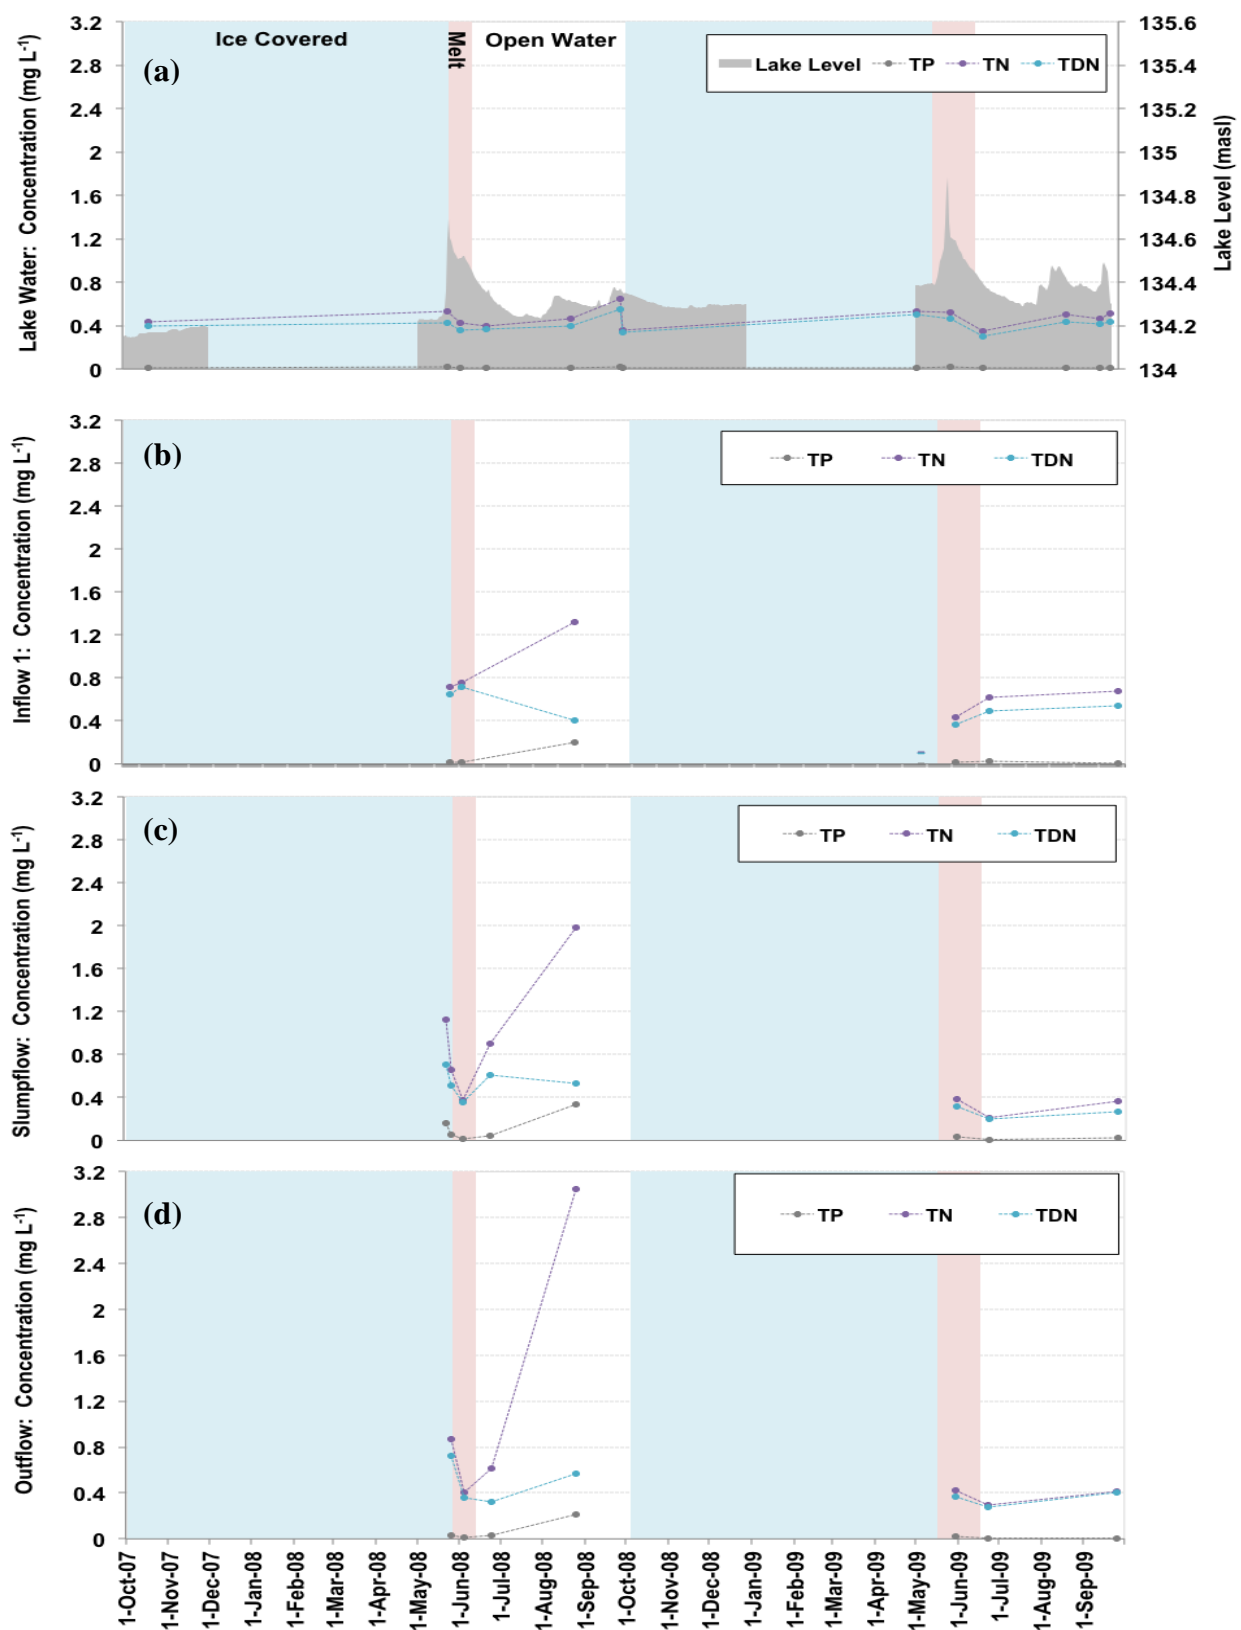 Ice Covered
Melt
Open Water
(a)
Lake Level TP TN TDN
Lake Water: Concentration (mg L-1)
3.2
2.8
2.4
2
1.6
1.2
0.8
0.4
0
135.6
135.4
135.2
135
134.8
134.6
134.4
134.2
134
Lake Level (masl)
(b)
TP TN TDN
Inflow 1: Concentration (mg L-1)
3.2
2.8
2.4
2
1.6
1.2
0.8
0.4
0
(c)
TP TN TDN
Slumpflow: Concentration (mg L-1)
3.2
2.8
2.4
2
1.6
1.2
0.8
0.4
0
(d)
TP TN TDN
Outflow: Concentration (mg L-1)
3.2
2.8
2.4
2
1.6
1.2
0.8
0.4
0
1-Oct-07
1-Nov-07
1-Dec-07
1-Jan-08
1-Feb-08
1-Mar-08
1-Apr-08
1-May-08
1-Jun-08
1-Jul-08
1-Aug-08
1-Sep-08
1-Oct-08
1-Nov-08
1-Dec-08
1-Jan-09
1-Feb-09
1-Mar-09
1-Apr-09
1-May-09
1-Jun-09
1-Jul-09
1-Aug-09
1-Sep-09